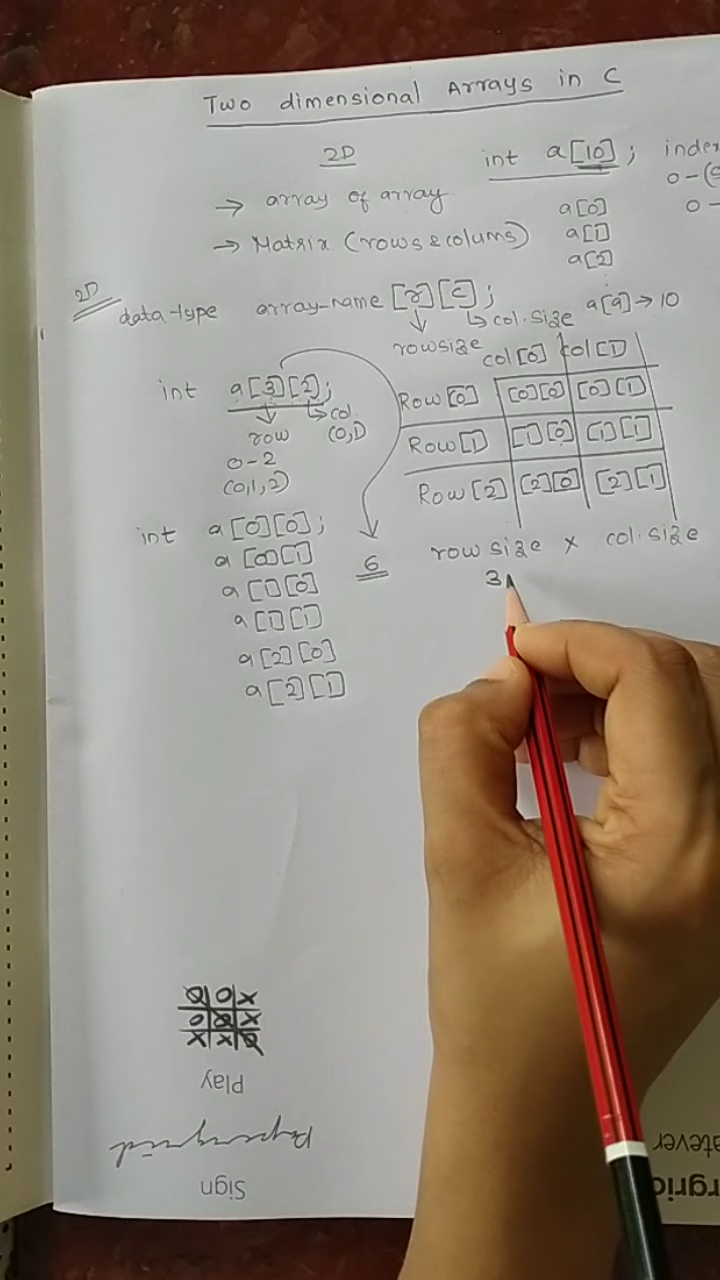 Two dimensional Arrays in C
2D
int a[10]; index
0-(s
0-
→ array of array
a[0]
→ Matrix (rows & colums)
a[1]
a[2]
2D
data-type array-name [r][c];
a[9] → 10
rowsize
col.size
col[0] col[1]
int a[3][2];
row
0-2
(0,1,2)
col
(0,1)
Row[0] [0][0] [0][1]
Row[1] [1][0] [1][1]
Row[2] [2][0] [2][1]
int a[0][0];
a[0][1]
a[1][0]
a[1][1]
a[2][0]
a[2][1]
6
row size x col.size
3
Play
Papergrid
Sign